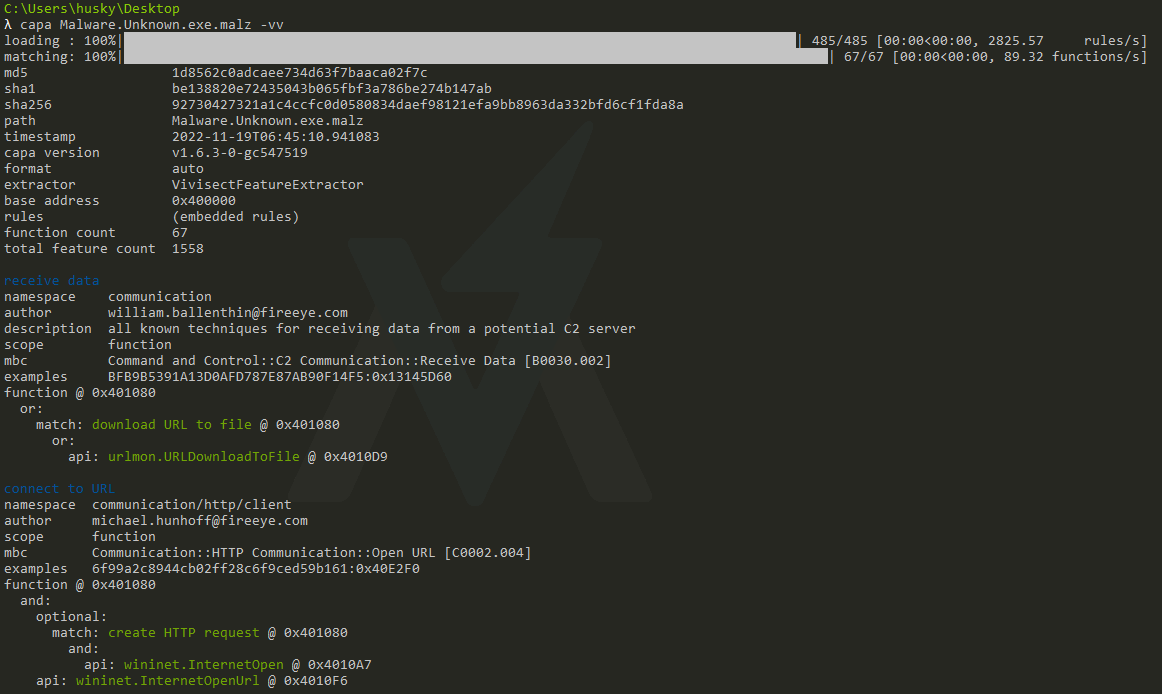 C:\Users\husky\Desktop
λ capa Malware.Unknown.exe.malz -vv
loading : 100%| | 485/485 [00:00<00:00, 2825.57 rules/s]
matching: 100%| | 67/67 [00:00<00:00, 89.32 functions/s]
md5 1d8562c0adcaee734d63f7baaca02f7c
sha1 be138820e72435043b065fbf3a786be274b147ab
sha256 92730427321a1c4ccfc0d0580834daef98121efa9bb8963da332bfd6cf1fda8a
path Malware.Unknown.exe.malz
timestamp 2022-11-19T06:45:10.941083
capa version v1.6.3-0-gc547519
format auto
extractor VivisectFeatureExtractor
base address 0x400000
rules (embedded rules)
function count 67
total feature count 1558
receive data
namespace communication
author william.ballenthin@fireeye.com
description all known techniques for receiving data from a potential C2 server
scope function
mbc Command and Control::C2 Communication::Receive Data [B0030.002]
examples BFB9B5391A13D0AFD787E87AB90F14F5:0x13145D60
function @ 0x401080
or:
match: download URL to file @ 0x401080
or:
api: urlmon.URLDownloadToFile @ 0x4010D9
connect to URL
namespace communication/http/client
author michael.hunhoff@fireeye.com
scope function
mbc Communication::HTTP Communication::Open URL [C0002.004]
examples 6f99a2c8944cb02ff28c6f9ced59b161:0x40E2F0
function @ 0x401080
and:
optional:
match: create HTTP request @ 0x401080
and:
api: wininet.InternetOpen @ 0x4010A7
api: wininet.InternetOpenUrl @ 0x4010F6